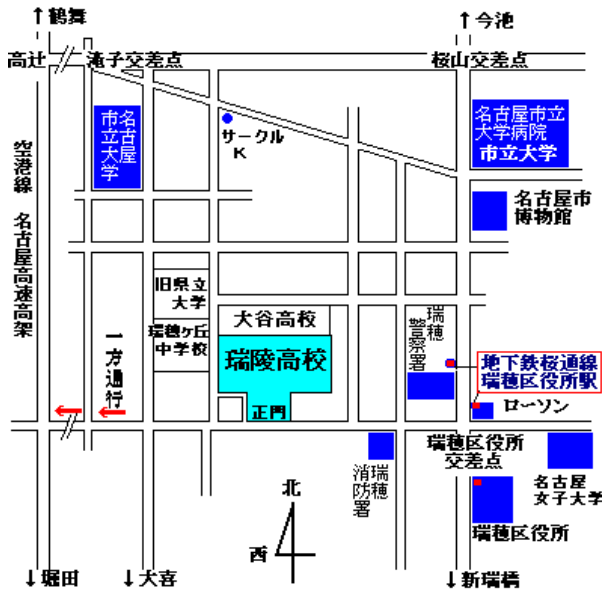 ↑鶴舞
↑今池
高辻
滝子交差点
桜山交差点
名古屋
市立大学
サークル
K
名古屋市立
大学病院
市立大学
名古屋市
博物館
空港線 名古屋高速高架
旧県立
大学
瑞穂ヶ丘
中学校
大谷高校
瑞陵高校
正門
瑞穂
警察署
地下鉄桜通線
瑞穂区役所駅
ローソン
一方通行
瑞穂区役所
交差点
名古屋
女子大学
瑞穂
消防署
瑞穂区役所
北
西
↓堀田
↓大喜
↓新瑞橋